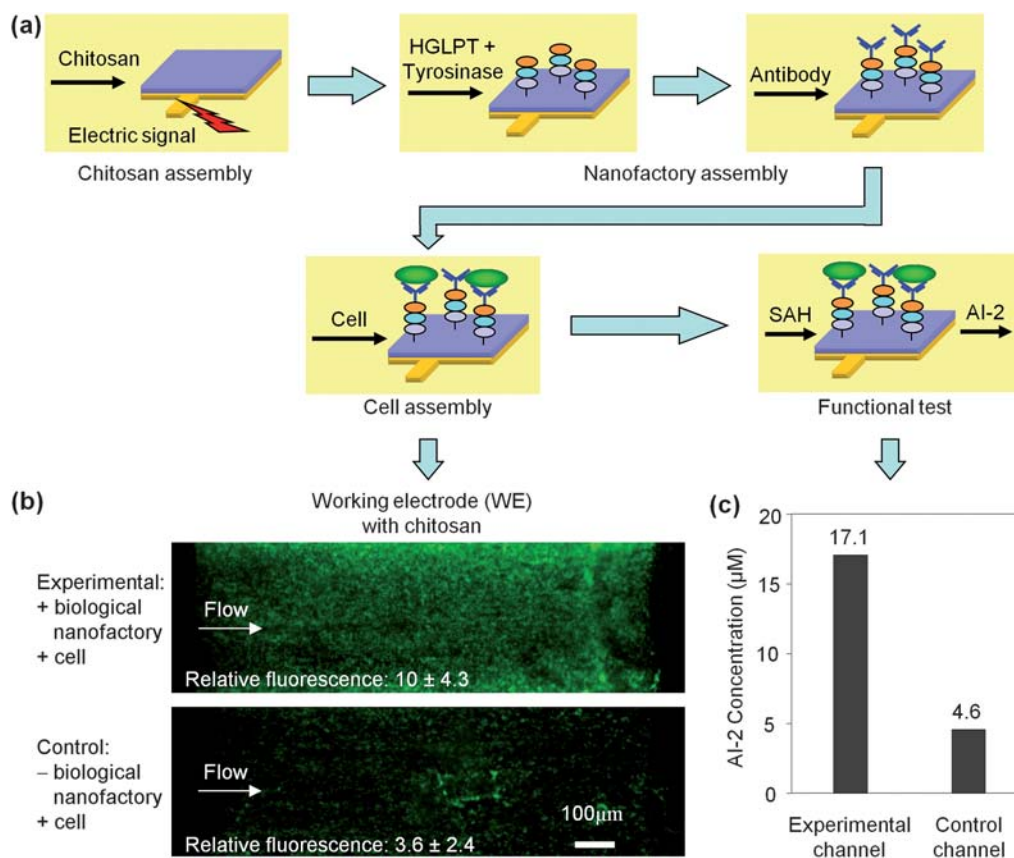 (a)
Chitosan
Electric signal
Chitosan assembly
HGLPT +
Tyrosinase
Antibody
Nanofactory assembly
Cell
Cell assembly
SAH
AI-2
Functional test
(b)
Working electrode (WE)
with chitosan
Experimental:
+ biological
nanofactory
+ cell
Flow
Relative fluorescence: 10 ± 4.3
Control:
– biological
nanofactory
+ cell
Flow
100μm
Relative fluorescence: 3.6 ± 2.4
(c)
AI-2 Concentration (μM)
20
15
10
5
0
17.1
4.6
Experimental
channel
Control
channel